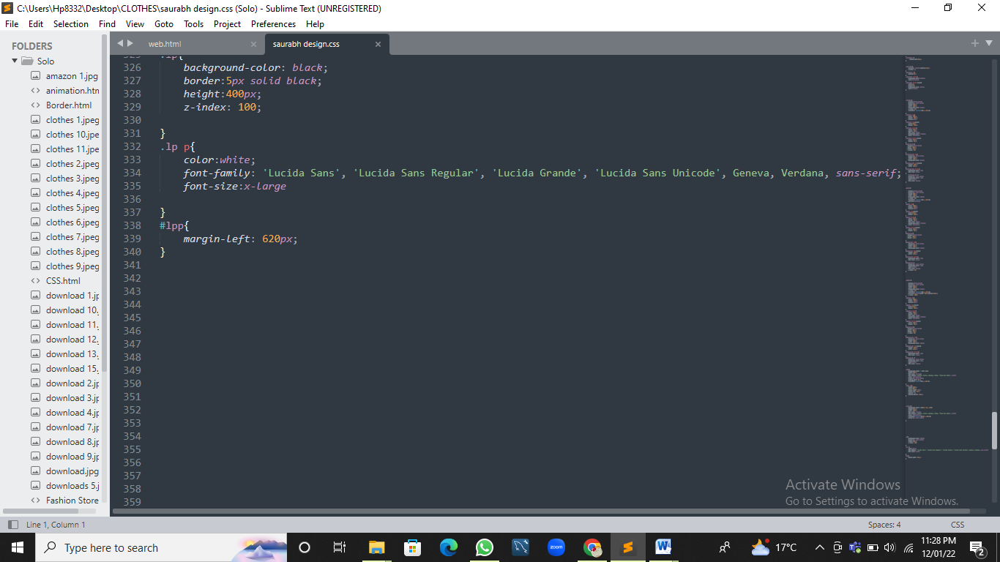 C:\Users\Hp8332\Desktop\CLOTHES\saurabh design.css (Solo) - Sublime Text (UNREGISTERED)
File Edit Selection Find View Goto Tools Project Preferences Help
FOLDERS
Solo
amazon 1.jpg
animation.htn
Border.html
clothes 1.jpeg
clothes 10.jpe
clothes 11.jpe
clothes 2.jpeg
clothes 3.jpeg
clothes 4.jpeg
clothes 5.jpeg
clothes 6.jpeg
clothes 7.jpeg
clothes 8.jpeg
clothes 9.jpeg
CSS.html
download 1.jp
download 10.
download 11.
download 12.
download 13.
download 15.
download 2.jp
download 3.jp
download 4.jp
download 7.jp
download 8.jp
download 9.jp
download.jpg
downloads 5.j
Fashion Store
web.html
saurabh design.css
325 .lp{
326 background-color: black;
327 border:5px solid black;
328 height:400px;
329 z-index: 100;
330
331 }
332 .lp p{
333 color:white;
334 font-family: 'Lucida Sans', 'Lucida Sans Regular', 'Lucida Grande', 'Lucida Sans Unicode', Geneva, Verdana, sans-serif;
335 font-size:x-large
336
337 }
338 #lpp{
339 margin-left: 620px;
340 }
341
342
343
344
345
346
347
348
349
350
351
352
353
354
355
356
357
358
359
Activate Windows
Go to Settings to activate Windows.
Line 1, Column 1
Spaces: 4
CSS
Type here to search
zoom
17°C
11:28 PM
12/01/22
2